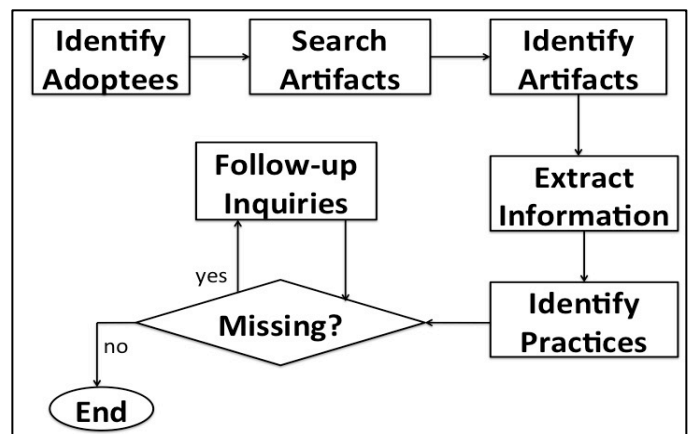 Identify
Adoptees
Search
Artifacts
Identify
Artifacts
Extract
Information
Identify
Practices
Missing?
yes
Follow-up
Inquiries
no
End